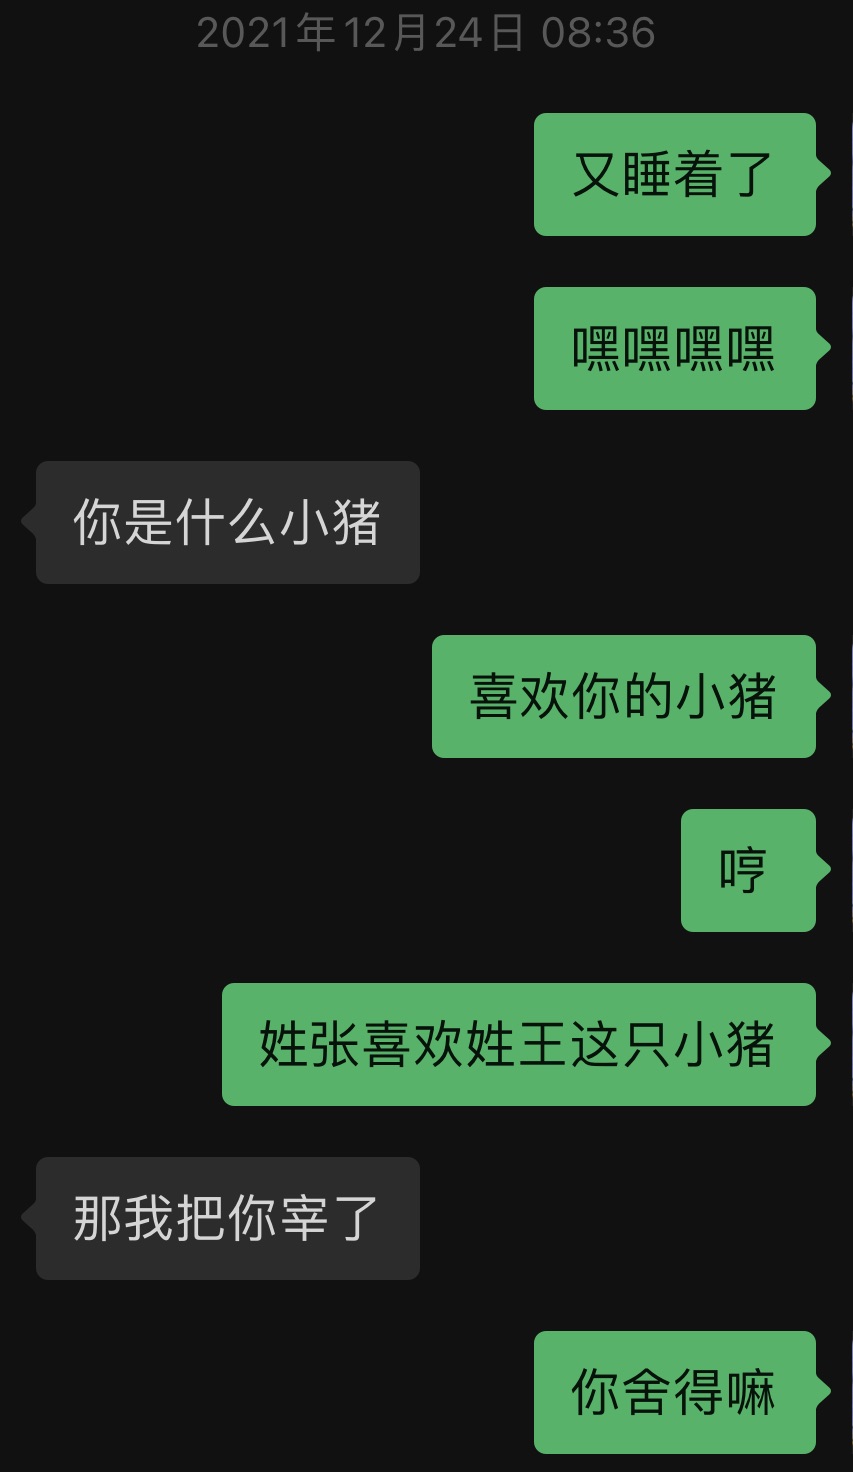 2021年12月24日 08:36
又睡着了
嘿嘿嘿嘿
你是什么小猪
喜欢你的小猪
哼
姓张喜欢姓王这只小猪
那我把你宰了
你舍得嘛